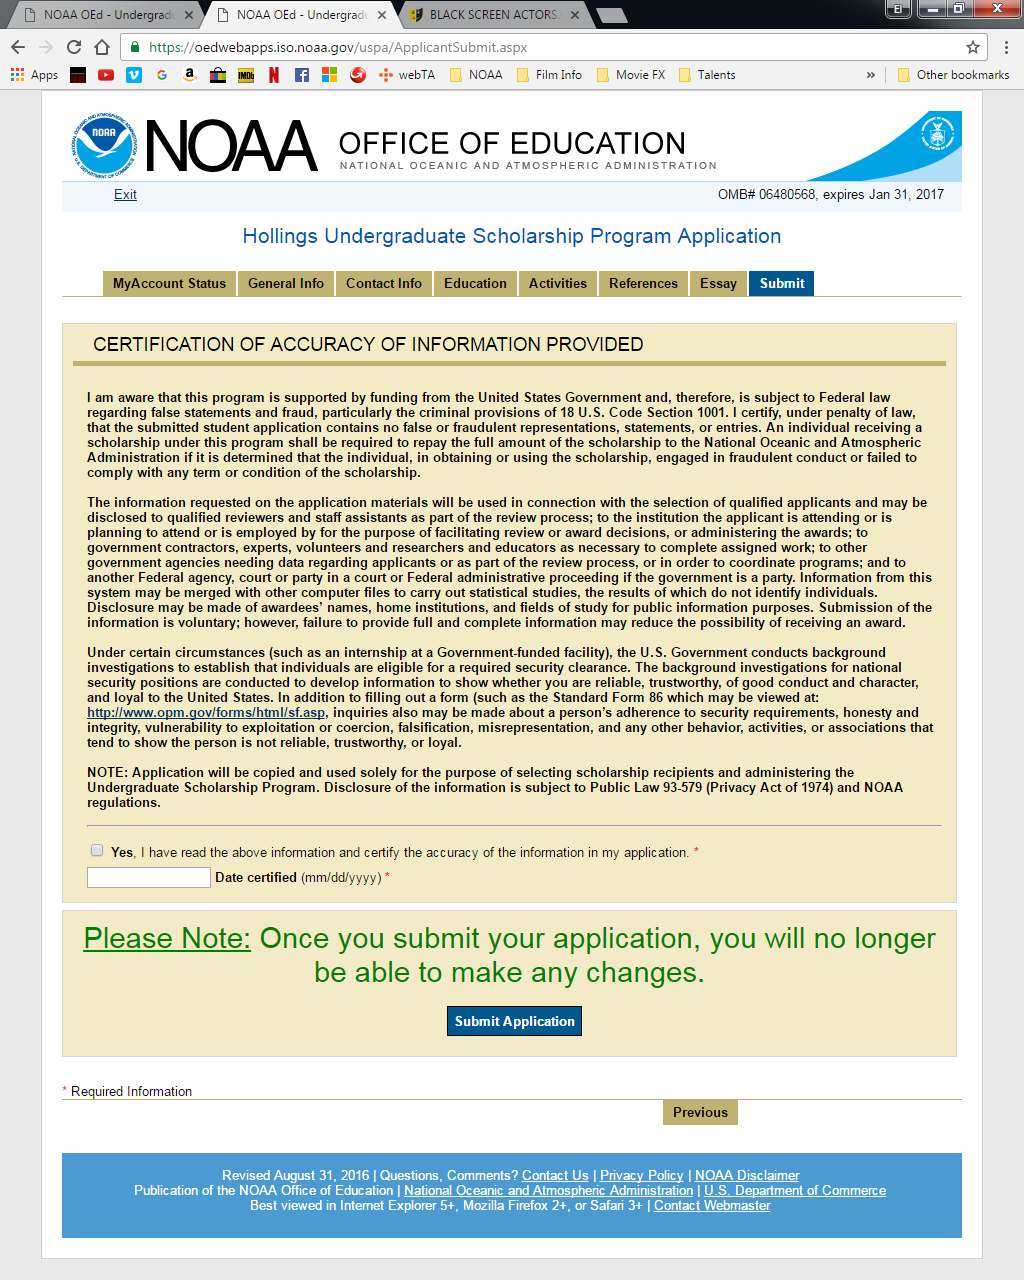 NOAA OEd - Undergradu
NOAA OEd - Undergradu
BLACK SCREEN ACTORS
EI
https://oedwebapps.iso.noaa.gov/uspa/ApplicantSubmit.aspx
Apps
webTA
NOAA
Film Info
Movie FX
Talents
»
Other bookmarks
NOAA
OFFICE OF EDUCATION
NATIONAL OCEANIC AND ATMOSPHERIC ADMINISTRATION
Exit
OMB# 06480568, expires Jan 31, 2017
Hollings Undergraduate Scholarship Program Application
MyAccount Status
General Info
Contact Info
Education
Activities
References
Essay
Submit
CERTIFICATION OF ACCURACY OF INFORMATION PROVIDED
I am aware that this program is supported by funding from the United States Government and, therefore, is subject to Federal law
regarding false statements and fraud, particularly the criminal provisions of 18 U.S. Code Section 1001. I certify, under penalty of law,
that the submitted student application contains no false or fraudulent representations, statements, or entries. An individual receiving a
scholarship under this program shall be required to repay the full amount of the scholarship to the National Oceanic and Atmospheric
Administration if it is determined that the individual, in obtaining or using the scholarship, engaged in fraudulent conduct or failed to
comply with any term or condition of the scholarship.
The information requested on the application materials will be used in connection with the selection of qualified applicants and may be
disclosed to qualified reviewers and staff assistants as part of the review process; to the institution the applicant is attending or is
planning to attend or is employed by for the purpose of facilitating review or award decisions, or administering the awards; to
government contractors, experts, volunteers and researchers and educators as necessary to complete assigned work; to other
government agencies needing data regarding applicants or as part of the review process, or in order to coordinate programs; and to
another Federal agency, court or party in a court or Federal administrative proceeding if the government is a party. Information from this
system may be merged with other computer files to carry out statistical studies, the results of which do not identify individuals.
Disclosure may be made of awardees' names, home institutions, and fields of study for public information purposes. Submission of the
information is voluntary; however, failure to provide full and complete information may reduce the possibility of receiving an award.
Under certain circumstances (such as an internship at a Government-funded facility), the U.S. Government conducts background
investigations to establish that individuals are eligible for a required security clearance. The background investigations for national
security positions are conducted to develop information to show whether you are reliable, trustworthy, of good conduct and character,
and loyal to the United States. In addition to filling out a form (such as the Standard Form 86 which may be viewed at:
http://www.opm.gov/forms/html/sf.asp, inquiries also may be made about a person's adherence to security requirements, honesty and
integrity, vulnerability to exploitation or coercion, falsification, misrepresentation, and any other behavior, activities, or associations that
tend to show the person is not reliable, trustworthy, or loyal.
NOTE: Application will be copied and used solely for the purpose of selecting scholarship recipients and administering the
Undergraduate Scholarship Program. Disclosure of the information is subject to Public Law 93-579 (Privacy Act of 1974) and NOAA
regulations.
Yes, I have read the above information and certify the accuracy of the information in my application. *
Date certified (mm/dd/yyyy) *
Please Note: Once you submit your application, you will no longer
be able to make any changes.
Submit Application
* Required Information
Previous
Revised August 31, 2016 | Questions, Comments? Contact Us | Privacy Policy | NOAA Disclaimer
Publication of the NOAA Office of Education | National Oceanic and Atmospheric Administration | U.S. Department of Commerce
Best viewed in Internet Explorer 5+, Mozilla Firefox 2+, or Safari 3+ | Contact Webmaster